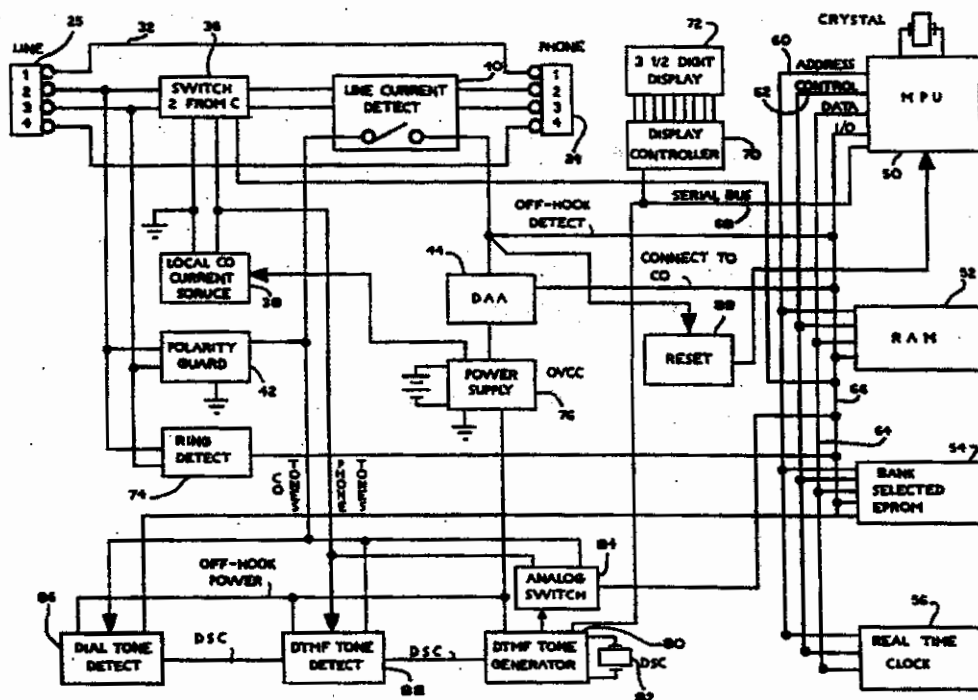 CRYSTAL
LINE
25
32
36
PHONE
72
60
1
2
3
4
SWITCH
2 FROM C
LINE CURRENT
DETECT
40
1
2
3
4
24
3 1/2 DIGIT
DISPLAY
DISPLAY
CONTROLLER
70
ADDRESS
62
CONTROL
DATA
I/O
MPU
50
SERIAL BUS
68
OFF-HOOK
DETECT
CONNECT TO
CO
LOCAL CO
CURRENT
SORUCE
38
44
DAA
RESET
52
RAM
POLARITY
GUARD
42
POWER
SUPPLY
OVCC
76
66
RING
DETECT
74
CO
TONES
PHONE
TONES
64
54
BANK
SELECTED
EPROM
OFF-HOOK
POWER
ANALOG
SWITCH
84
56
86
DIAL TONE
DETECT
DSC
DTMF TONE
DETECT
88
DSC
DTMF TONE
GENERATOR
80
DSC
82
REAL TIME
CLOCK